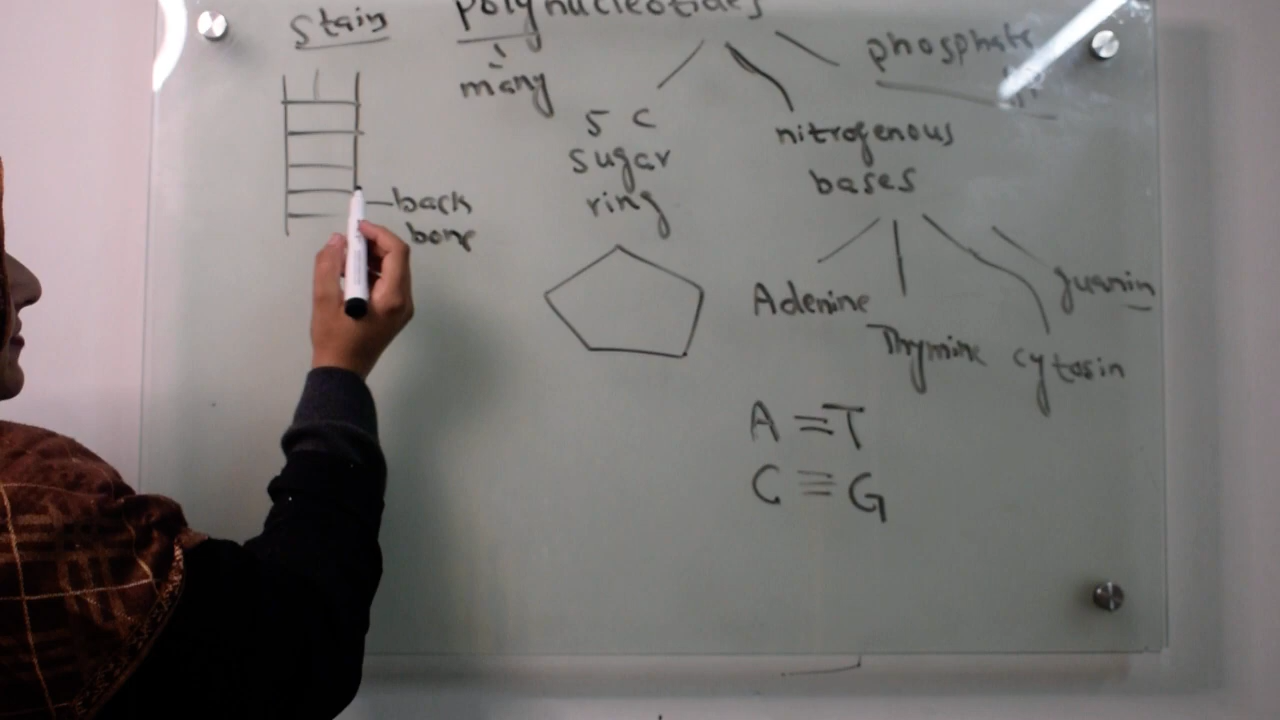 Stain
polynucleotides
many
phosphate
5 C
sugar
ring
nitrogenous
bases
back
bone
Adenine
Thymine
cytosin
guanin
A = T
C ≡ G